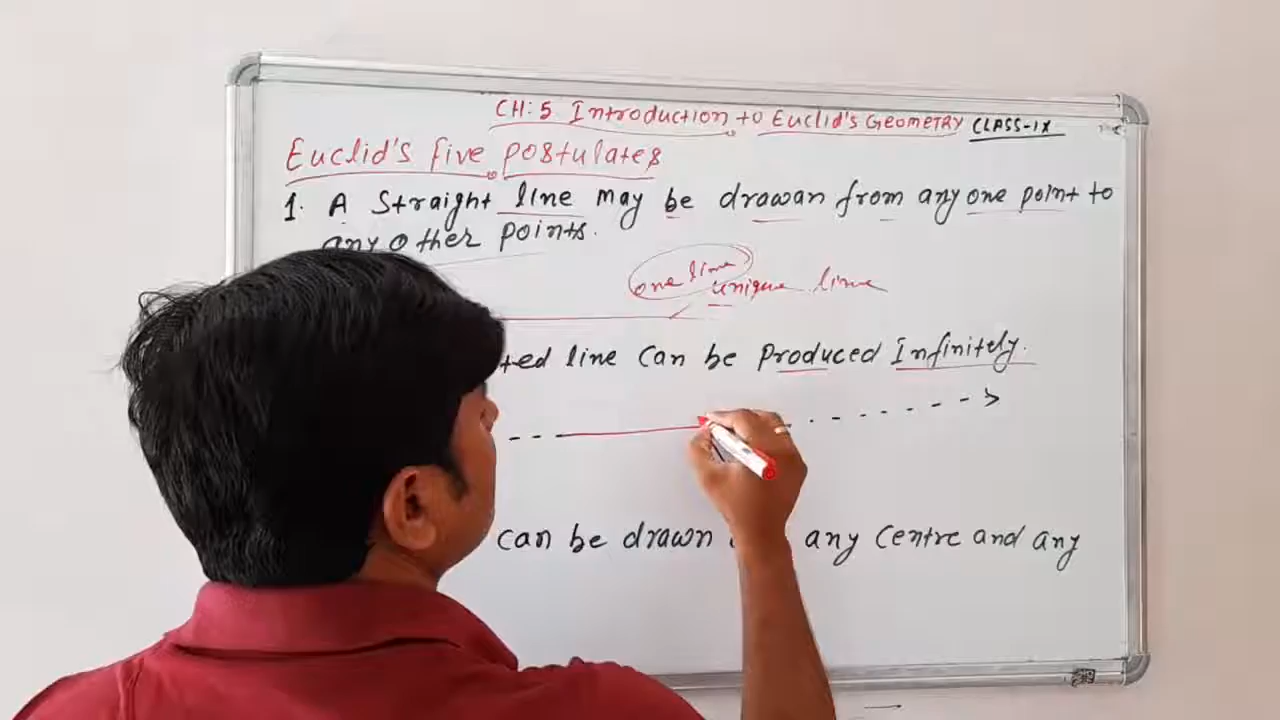 CH: 5 Introduction to Euclid's GEOMETRY CLASS-IX
Euclid's five postulates
1. A Straight line may be drawan from any one point to
any other points.
one line unique line
ted line can be Produced Infinitely.
can be drawn any centre and any